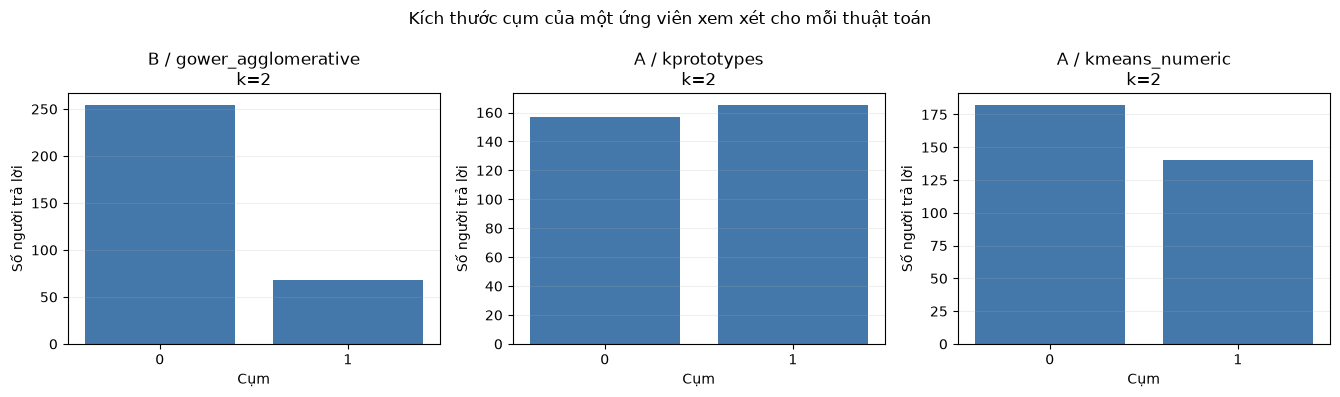 Kích thước cụm của một ứng viên xem xét cho mỗi thuật toán
B / gower_agglomerative
k=2
Số người trả lời
250
200
150
100
50
0
0 1
Cụm
A / kprototypes
k=2
Số người trả lời
160
140
120
100
80
60
40
20
0
0 1
Cụm
A / kmeans_numeric
k=2
Số người trả lời
175
150
125
100
75
50
25
0
0 1
Cụm